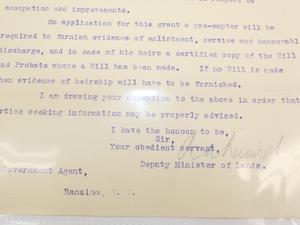 occupation and improvements.
On application for this grant a pre-emptor will be
required to furnish evidence of enlistment, service and honourable
discharge, and in case of his heirs a certified copy of the Will
and Probate where a Will has been made. If no Will is made
then evidence of heirship will have to be furnished.
I am drawing your attention to the above in order that
parties seeking information may be properly advised.
I have the honour to be,
Sir,
Your obedient servant,
Deputy Minister of Lands.
Government Agent,
Nanaimo,